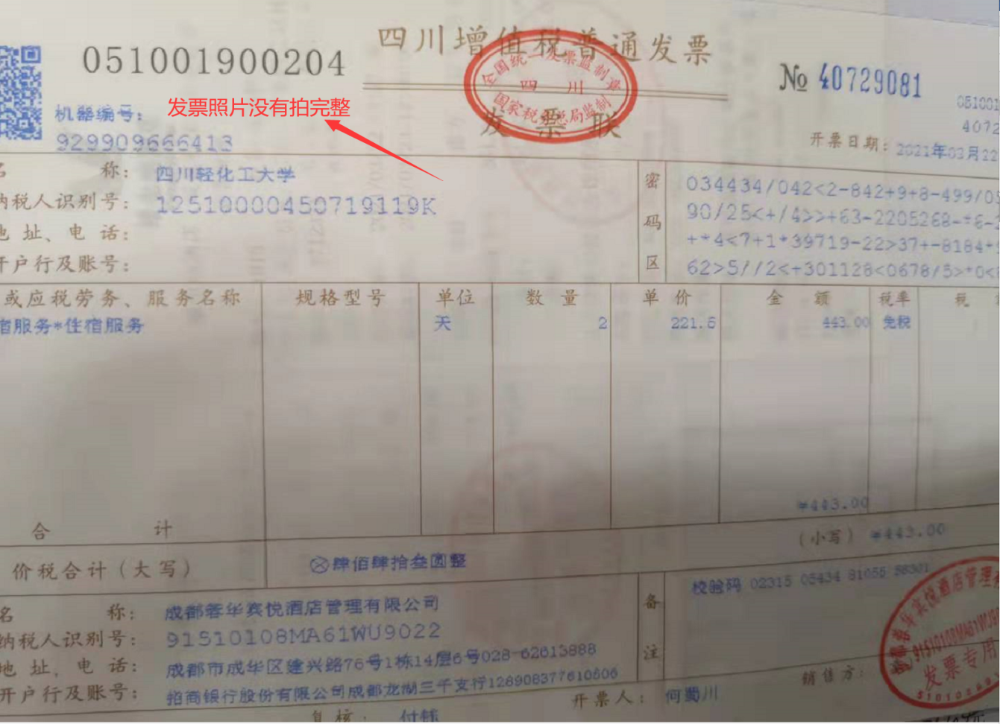 四川增值税普通发票
051001900204
№ 40729081
全国统一发票监制章
四 川
国家税务总局监制
发票联
发票照片没有拍完整
机器编号:
929909666413
051001
4072
开票日期: 2021年03月22
称: 四川轻化工大学
纳税人识别号: 12510000450719119K
地 址、电 话:
开户行及账号:
密码区
034434/042<2-842+9+8-499/03
90/25<+/4>>+63-2205268-*6-
+*4<7+1*39719-22>37+-8184+
62>5//2<+301128<0678/5>*0<
或应税劳务、服务名称 规格型号 单位 数 量 单 价 金 额 税率 税
宿服务*住宿服务 天 2 221.5 443.00 免税
合 计 ¥443.00
价税合计(大写) ⊗肆佰肆拾叁圆整 (小写) ¥443.00
名 称: 成都蓉华宾悦酒店管理有限公司
纳税人识别号: 91510108MA61WU9022
地 址, 电 话: 成都市成华区建兴路76号1栋14层6号028-62613888
开户行及账号: 招商银行股份有限公司成都龙湖三千支行128908377610606
备注
校验码 02315 05434 81055 58301
复核: 付钰
开票人: 何蜀川
销售方:
成都蓉华宾悦酒店管理
发票专用